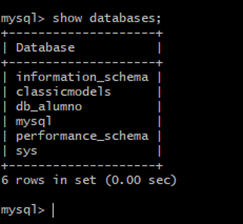 mysql> show databases;
+--------------------+
| Database           |
+--------------------+
| information_schema |
| classicmodels      |
| db_alumno          |
| mysql              |
| performance_schema |
| sys                |
+--------------------+
6 rows in set (0.00 sec)
mysql>